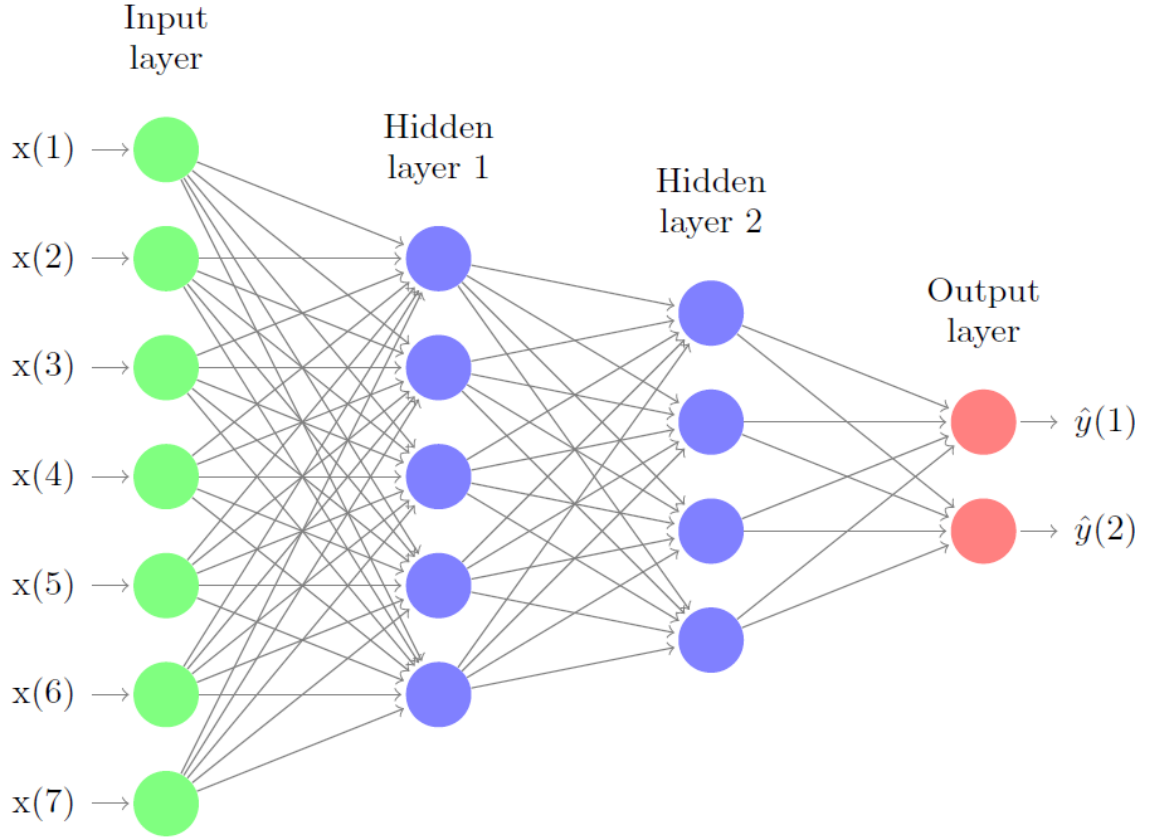 Input
layer
Hidden
layer 1
Hidden
layer 2
Output
layer
x(1)
x(2)
x(3)
x(4)
x(5)
x(6)
x(7)
ŷ(1)
ŷ(2)